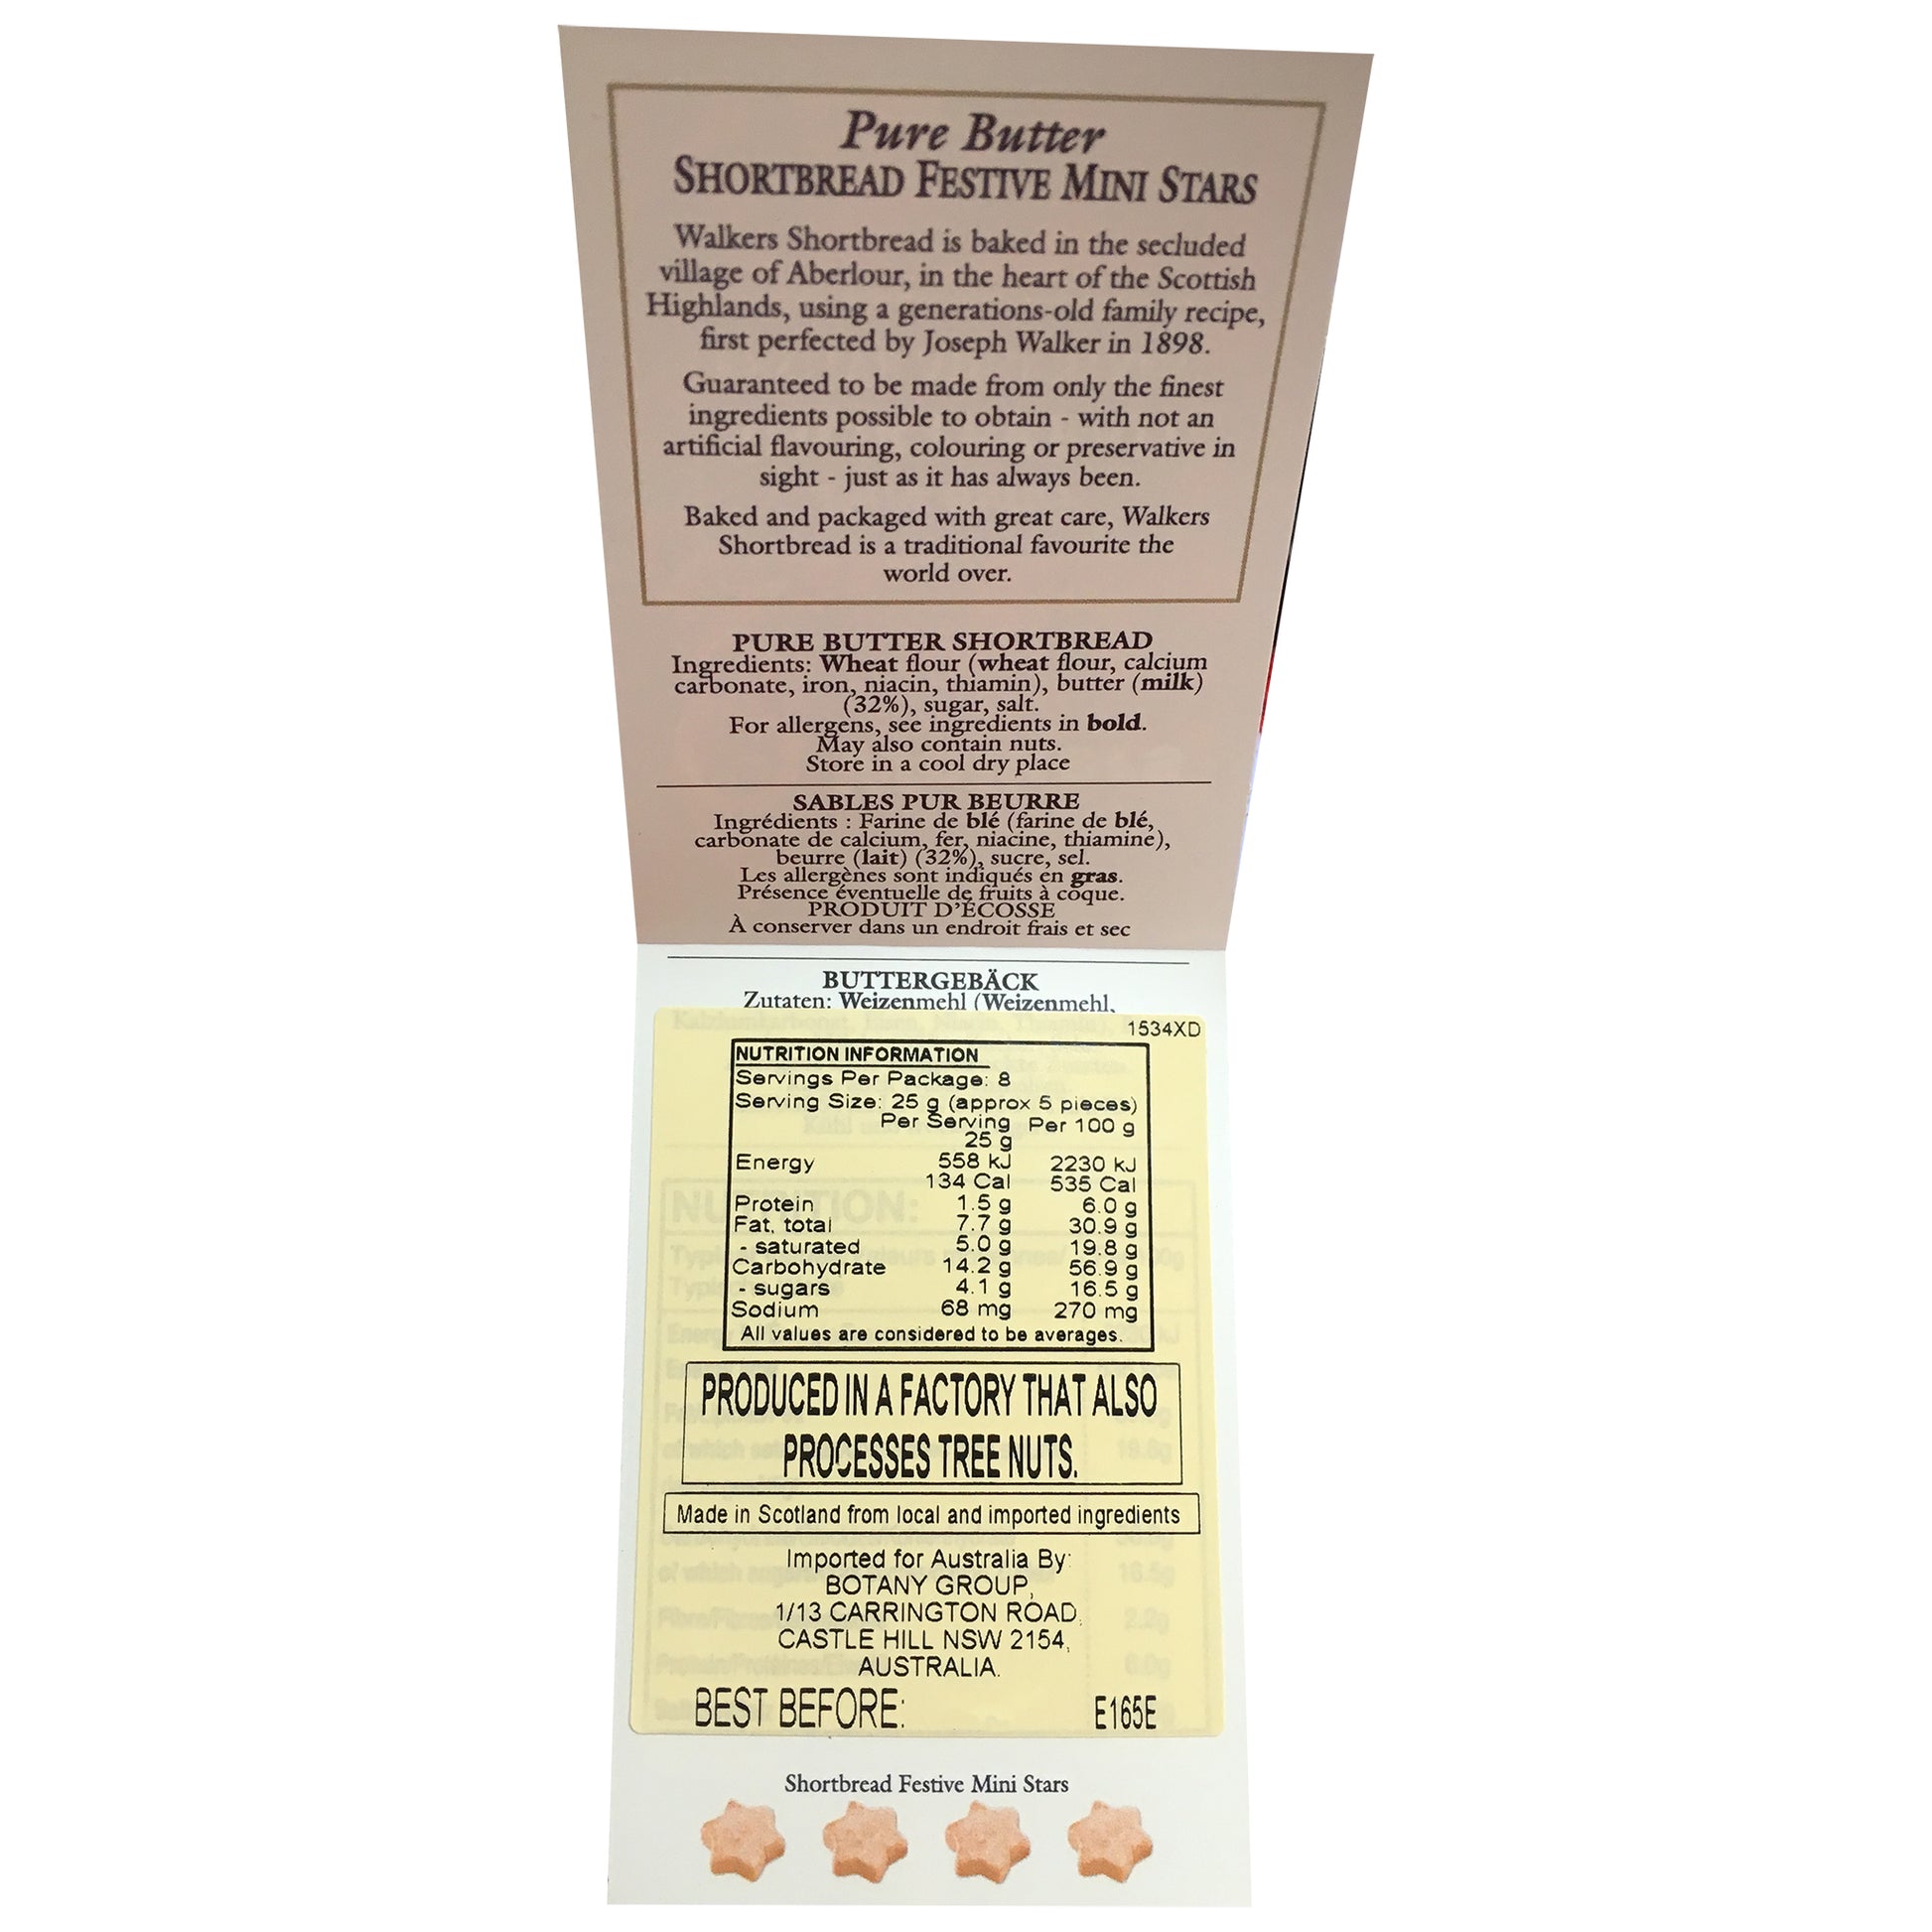 Pure Butter
SHORTBREAD FESTIVE MINI STARS
Walkers Shortbread is baked in the secluded
village of Aberlour, in the heart of the Scottish
Highlands, using a generations-old family recipe,
first perfected by Joseph Walker in 1898.
Guaranteed to be made from only the finest
ingredients possible to obtain - with not an
artificial flavouring, colouring or preservative in
sight - just as it has always been.
Baked and packaged with great care, Walkers
Shortbread is a traditional favourite the
world over.
PURE BUTTER SHORTBREAD
Ingredients: Wheat flour (wheat flour, calcium
carbonate, iron, niacin, thiamin), butter (milk)
(32%), sugar, salt.
For allergens, see ingredients in bold.
May also contain nuts.
Store in a cool dry place
SABLES PUR BEURRE
Ingrédients : Farine de blé (farine de blé,
carbonate de calcium, fer, niacine, thiamine),
beurre (lait) (32%), sucre, sel.
Les allergènes sont indiqués en gras.
Présence éventuelle de fruits à coque.
PRODUIT D'ÉCOSSE
À conserver dans un endroit frais et sec
BUTTERGEBÄCK
Zutaten: Weizenmehl (Weizenmehl,
1534XD
NUTRITION INFORMATION
Servings Per Package: 8
Serving Size: 25 g (approx 5 pieces)
Per Serving Per 100 g
25 g
Energy 558 kJ 2230 kJ
134 Cal 535 Cal
Protein 1.5 g 6.0 g
Fat, total 7.7 g 30.9 g
- saturated 5.0 g 19.8 g
Carbohydrate 14.2 g 56.9 g
- sugars 4.1 g 16.5 g
Sodium 68 mg 270 mg
All values are considered to be averages.
PRODUCED IN A FACTORY THAT ALSO
PROCESSES TREE NUTS.
Made in Scotland from local and imported ingredients
Imported for Australia By:
BOTANY GROUP,
1/13 CARRINGTON ROAD,
CASTLE HILL NSW 2154,
AUSTRALIA.
BEST BEFORE: E165E
Shortbread Festive Mini Stars